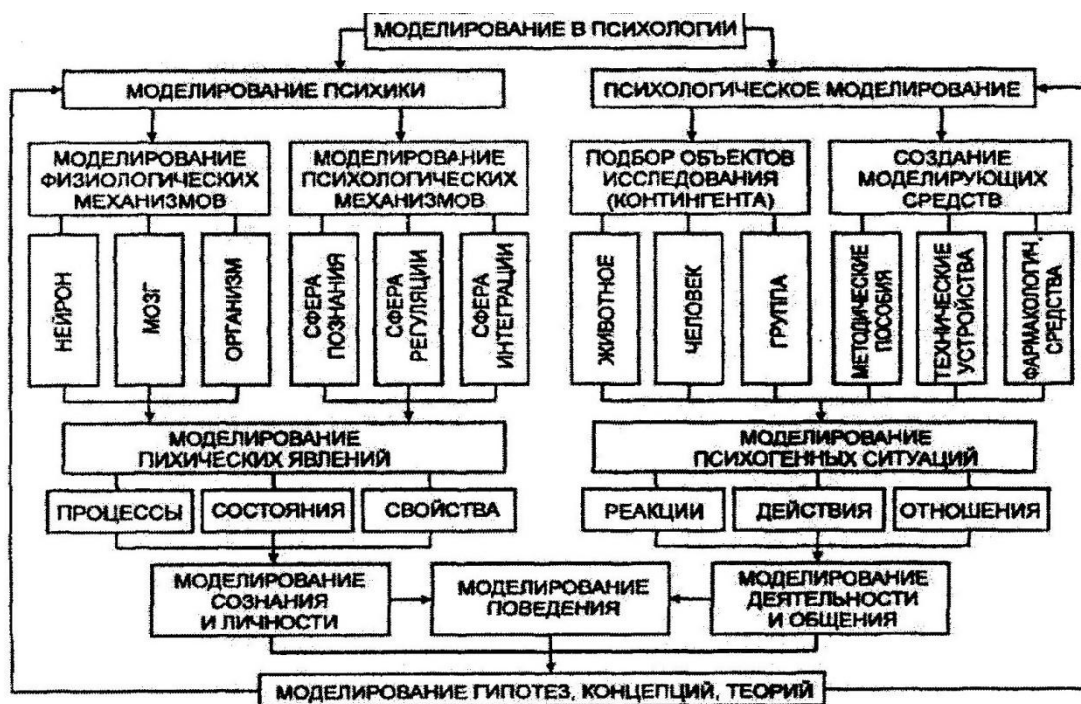 МОДЕЛИРОВАНИЕ В ПСИХОЛОГИИ
МОДЕЛИРОВАНИЕ ПСИХИКИ
ПСИХОЛОГИЧЕСКОЕ МОДЕЛИРОВАНИЕ
МОДЕЛИРОВАНИЕ
ФИЗИОЛОГИЧЕСКИХ
МЕХАНИЗМОВ
МОДЕЛИРОВАНИЕ
ПСИХОЛОГИЧЕСКИХ
МЕХАНИЗМОВ
ПОДБОР ОБЪЕКТОВ
ИССЛЕДОВАНИЯ
(КОНТИНГЕНТА)
СОЗДАНИЕ
МОДЕЛИРУЮЩИХ
СРЕДСТВ
НЕЙРОН
МОЗГ
ОРГАНИЗМ
СФЕРА
ПОЗНАНИЯ
СФЕРА
РЕГУЛЯЦИИ
СФЕРА
ИНТЕГРАЦИИ
ЖИВОТНОЕ
ЧЕЛОВЕК
ГРУППА
МЕТОДИЧЕСКИЕ
ПОСОБИЯ
ТЕХНИЧЕСКИЕ
УСТРОЙСТВА
ФАРМАКОЛОГИЧ.
СРЕДСТВА
МОДЕЛИРОВАНИЕ
ПИХИЧЕСКИХ ЯВЛЕНИЙ
МОДЕЛИРОВАНИЕ
ПСИХОГЕННЫХ СИТУАЦИЙ
ПРОЦЕССЫ
СОСТОЯНИЯ
СВОЙСТВА
РЕАКЦИИ
ДЕЙСТВИЯ
ОТНОШЕНИЯ
МОДЕЛИРОВАНИЕ
СОЗНАНИЯ
И ЛИЧНОСТИ
МОДЕЛИРОВАНИЕ
ПОВЕДЕНИЯ
МОДЕЛИРОВАНИЕ
ДЕЯТЕЛЬНОСТИ
И ОБЩЕНИЯ
МОДЕЛИРОВАНИЕ ГИПОТЕЗ, КОНЦЕПЦИЙ, ТЕОРИЙ